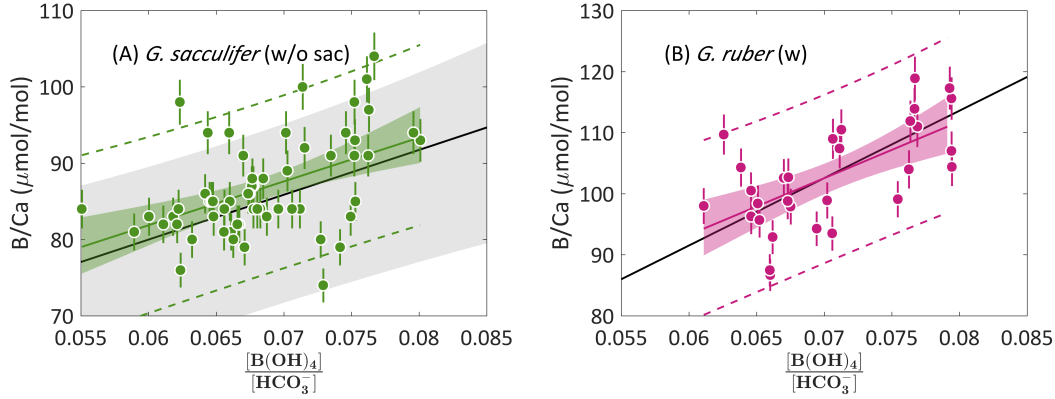 (A) G. sacculifer (w/o sac)
B/Ca (μmol/mol)
100
90
80
70
0.055 0.06 0.065 0.07 0.075 0.08 0.085
[B(OH)₄]
[HCO₃⁻]
(B) G. ruber (w)
B/Ca (μmol/mol)
130
120
110
100
90
80
0.055 0.06 0.065 0.07 0.075 0.08 0.085
[B(OH)₄]
[HCO₃⁻]